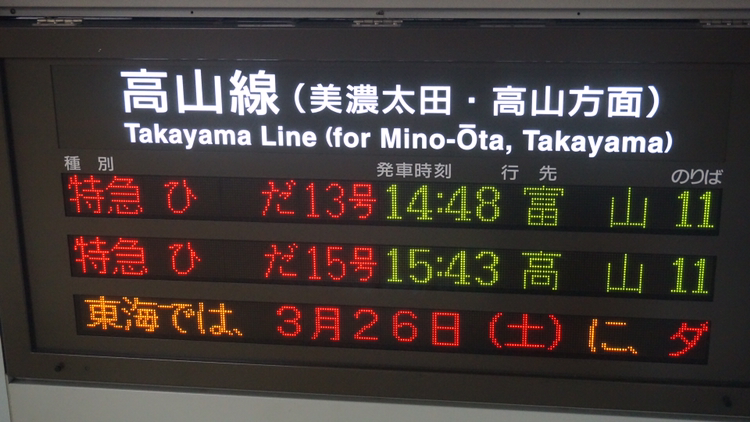 高山線（美濃太田・高山方面）
Takayama Line (for Mino-Ōta, Takayama)
種 別 発車時刻 行 先 のりば
特急 ひ だ13号 14:48 富 山 11
特急 ひ だ15号 15:43 高 山 11
東海では、 3月26日（土）に、ダ